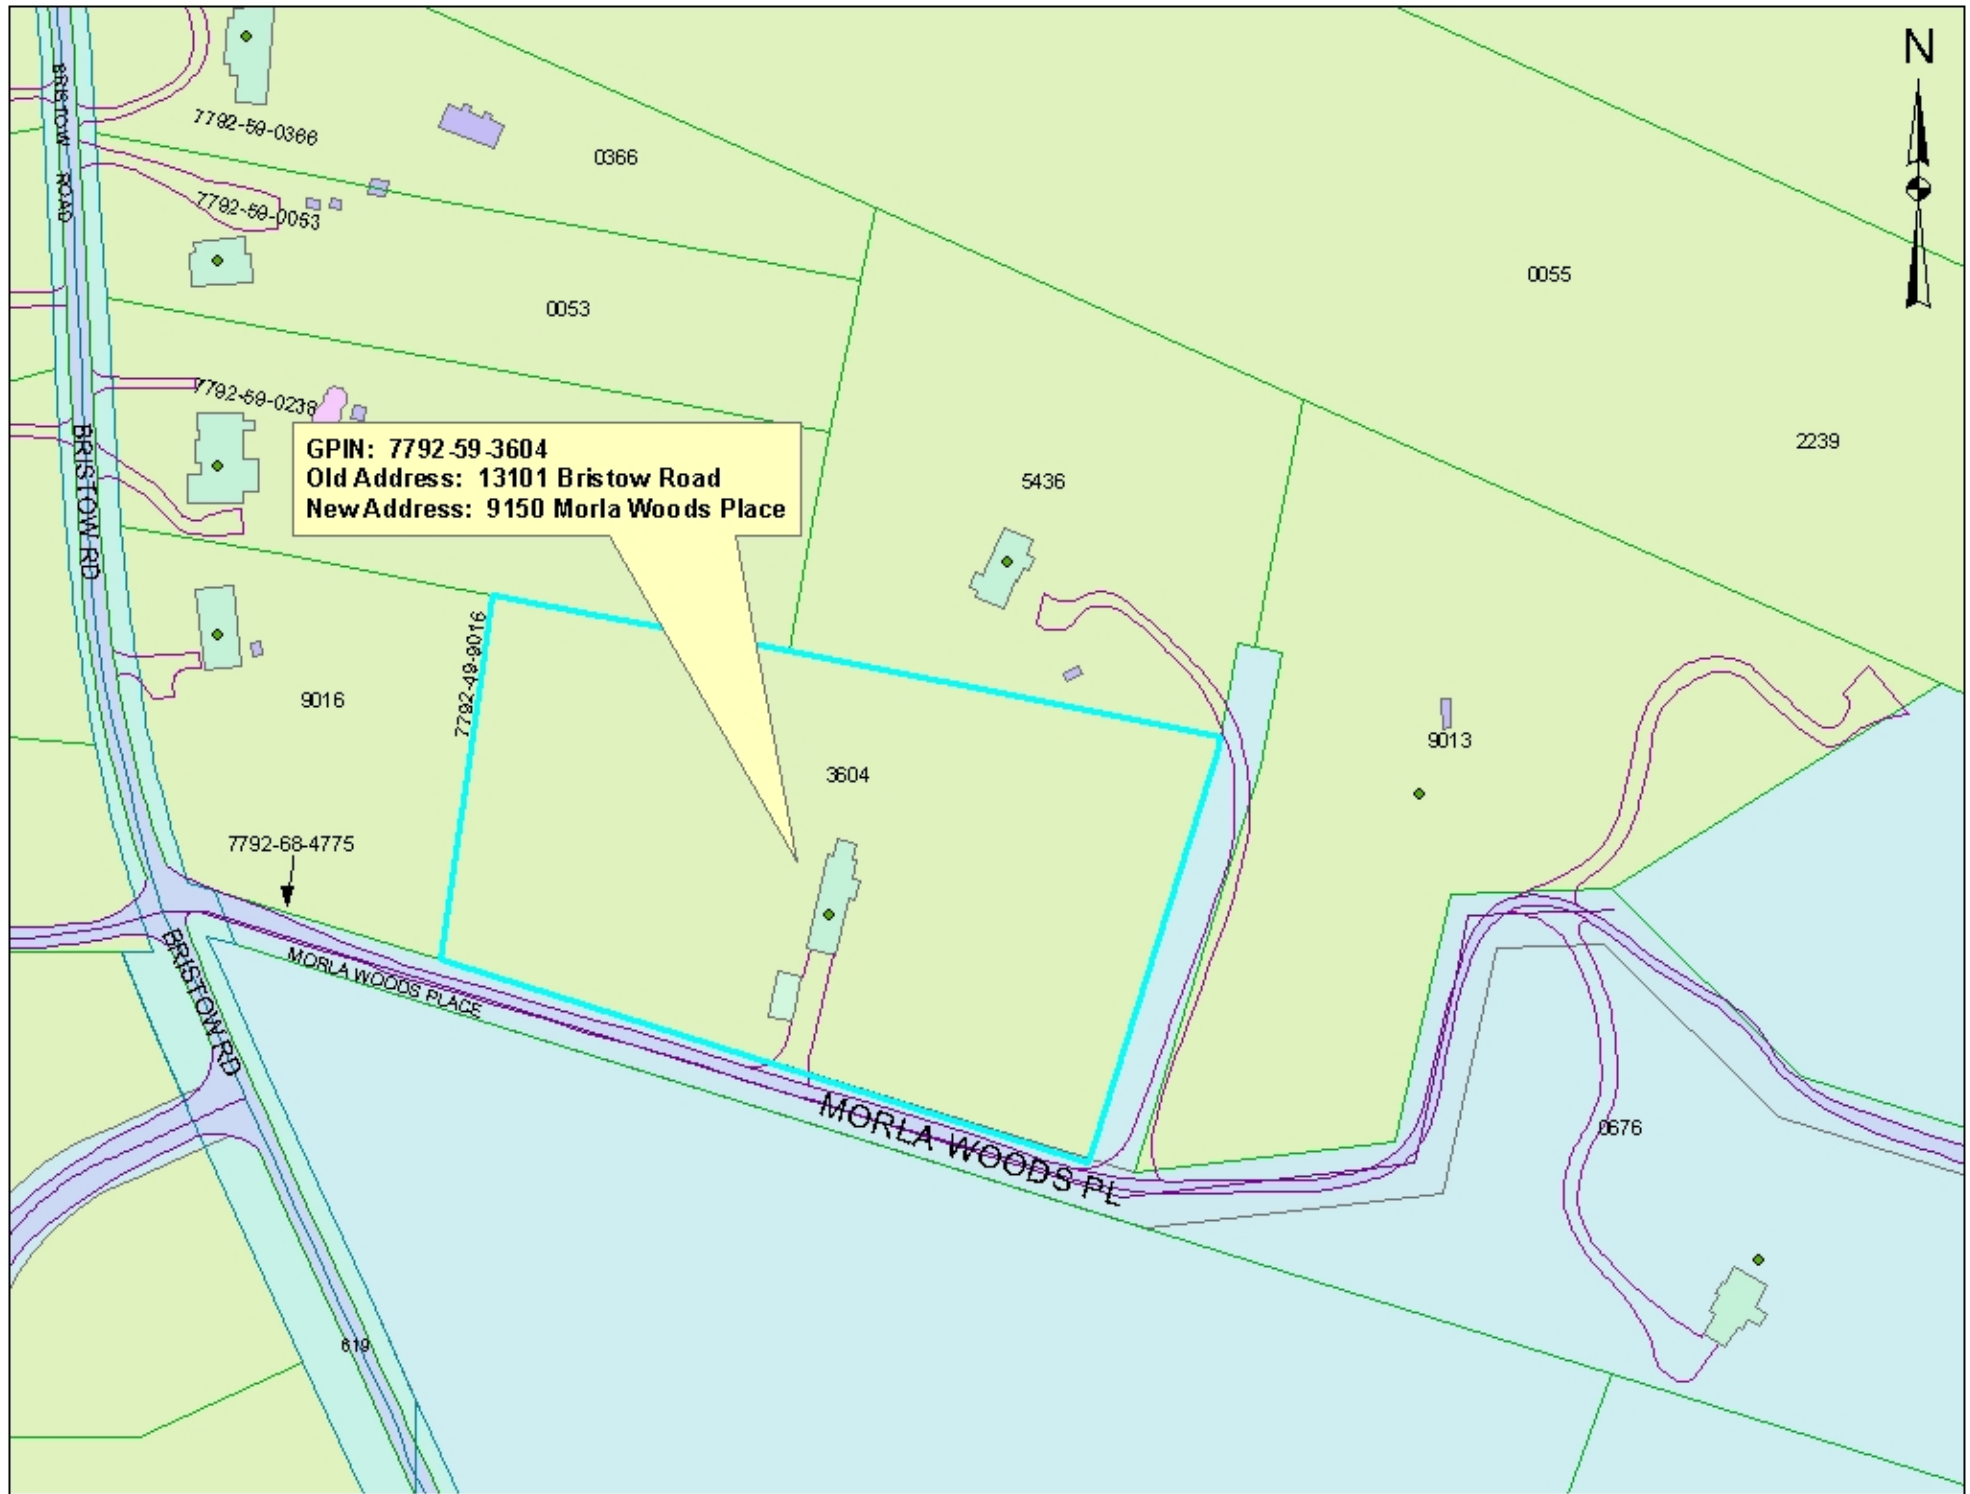 N
BRISTOW ROAD
7792-59-0366
0366
7792-59-0053
0055
0053
7792-59-0238
2239
BRISTOW RD
GPIN: 7792-59-3604
Old Address: 13101 Bristow Road
New Address: 9150 Morla Woods Place
5436
7792-49-9016
9016
9013
3604
7792-68-4775
MORLA WOODS PLACE
BRISTOW RD
MORLA WOODS PL
0676
619